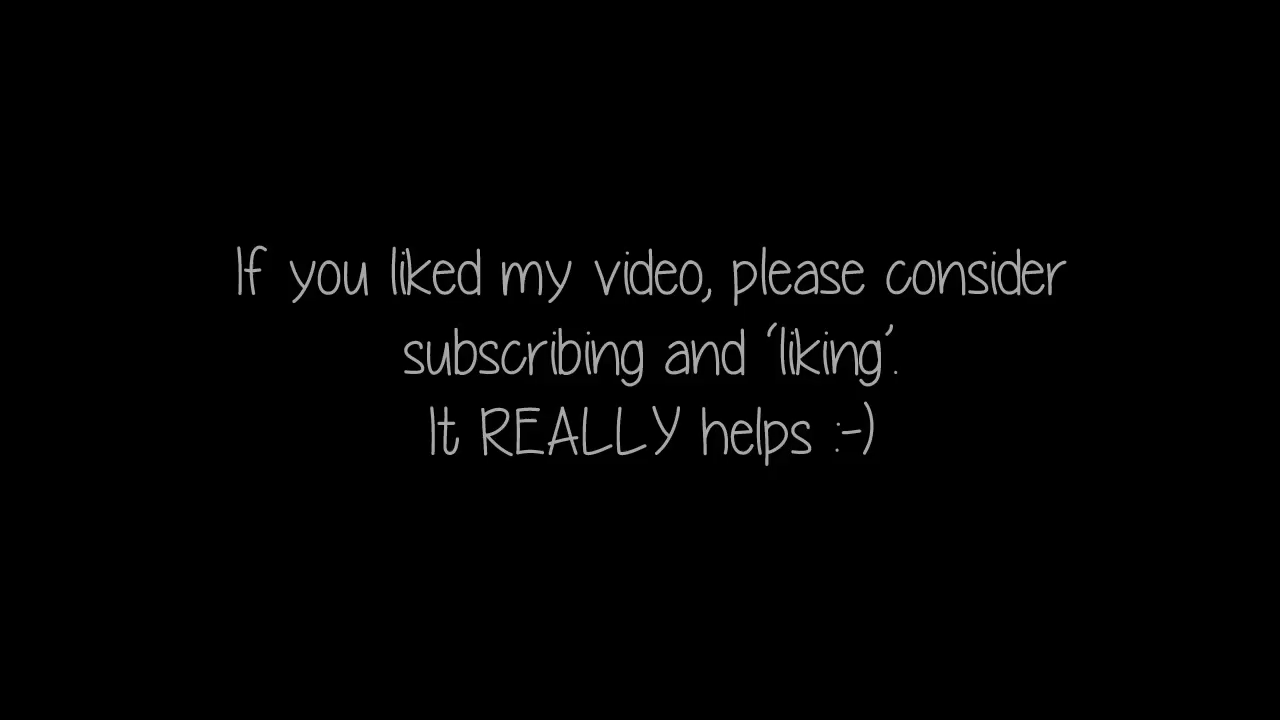 If you liked my video, please consider
subscribing and ‘liking’.
It REALLY helps :-)